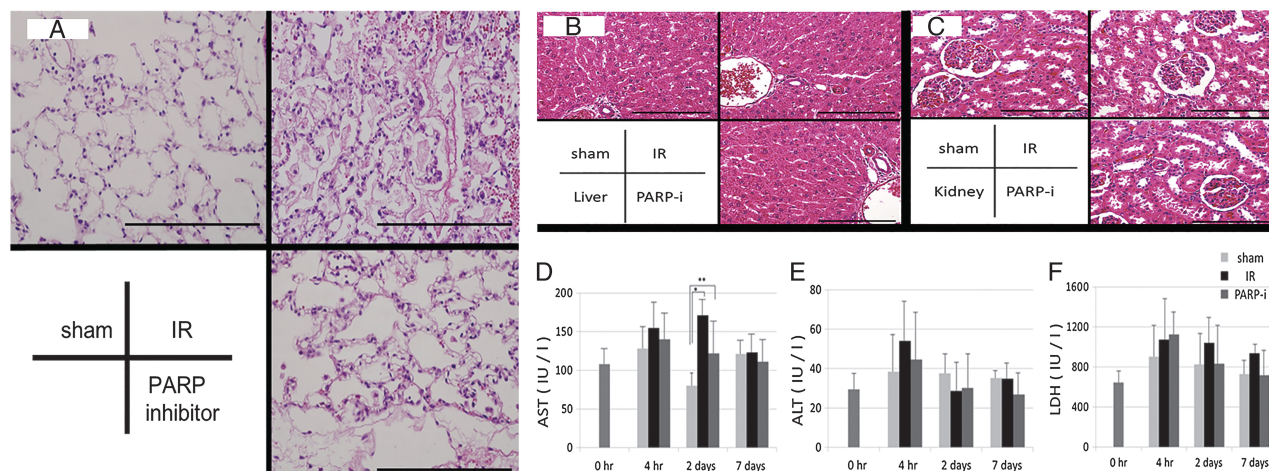 A
sham IR
PARP
inhibitor
B
sham IR
Liver PARP-i
C
sham IR
Kidney PARP-i
D
AST ( IU / l )
200
150
100
50
0
**
*
0 hr 4 hr 2 days 7 days
E
ALT ( IU / l )
80
60
40
20
0
0 hr 4 hr 2 days 7 days
F
sham
IR
PARP-i
LDH ( IU / l )
1600
1200
800
400
0
0 hr 4 hr 2 days 7 days